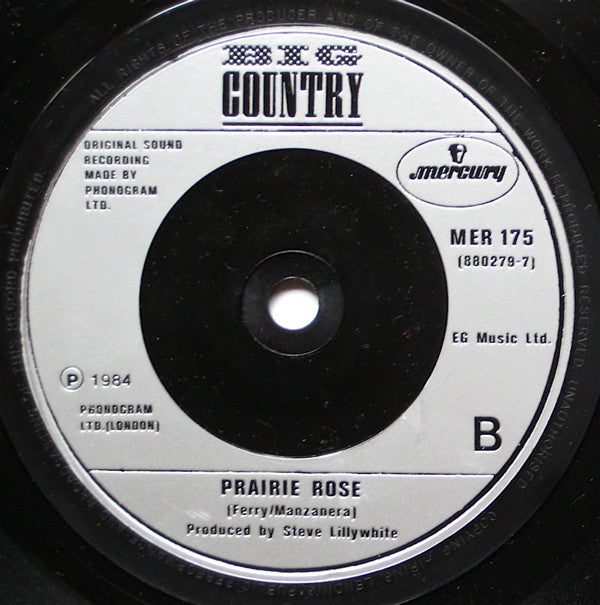 ALL RIGHTS OF THE PRODUCER AND OF THE OWNER OF THE WORK REPRODUCED
BIG
COUNTRY
ORIGINAL SOUND
RECORDING
MADE BY
PHONOGRAM
LTD.
mercury
MER 175
(880279-7)
EG Music Ltd.
P 1984
PHONOGRAM
LTD.(LONDON)
B
PRAIRIE ROSE
(Ferry/Manzanera)
Produced by Steve Lillywhite